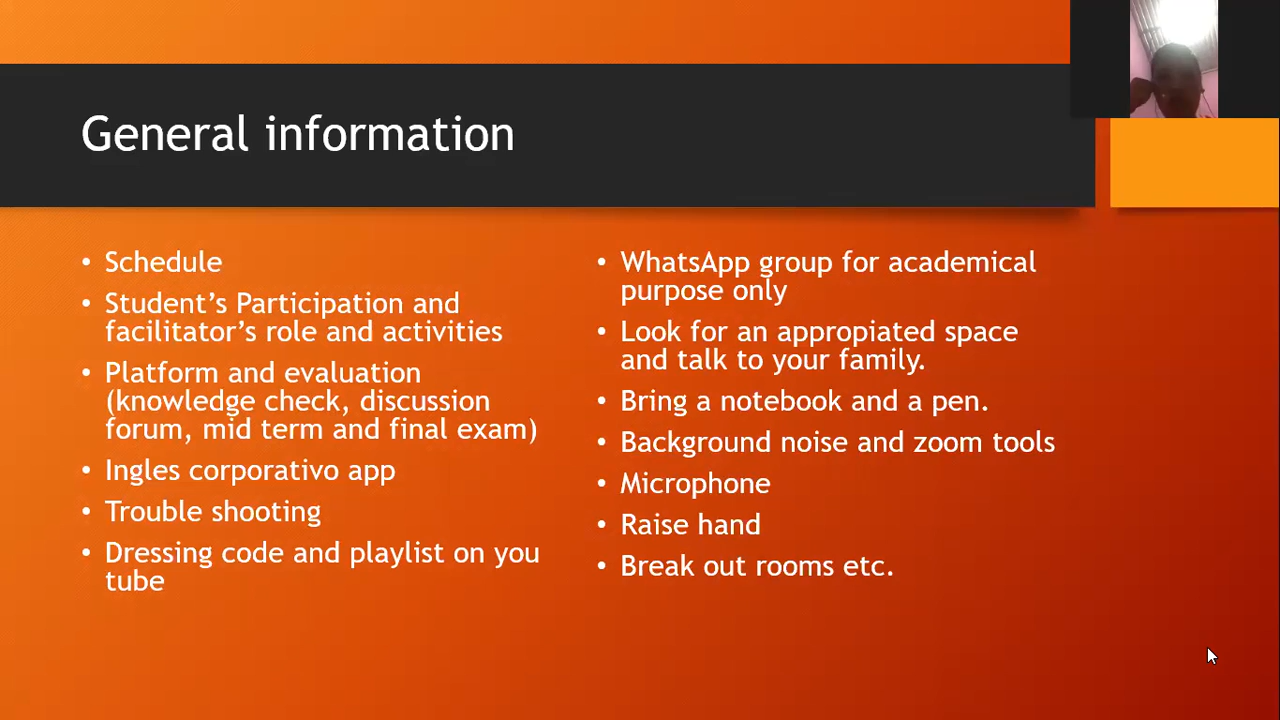 General information
• Schedule
• Student’s Participation and
facilitator’s role and activities
• Platform and evaluation
(knowledge check, discussion
forum, mid term and final exam)
• Ingles corporativo app
• Trouble shooting
• Dressing code and playlist on you
tube
• WhatsApp group for academical
purpose only
• Look for an appropiated space
and talk to your family.
• Bring a notebook and a pen.
• Background noise and zoom tools
• Microphone
• Raise hand
• Break out rooms etc.